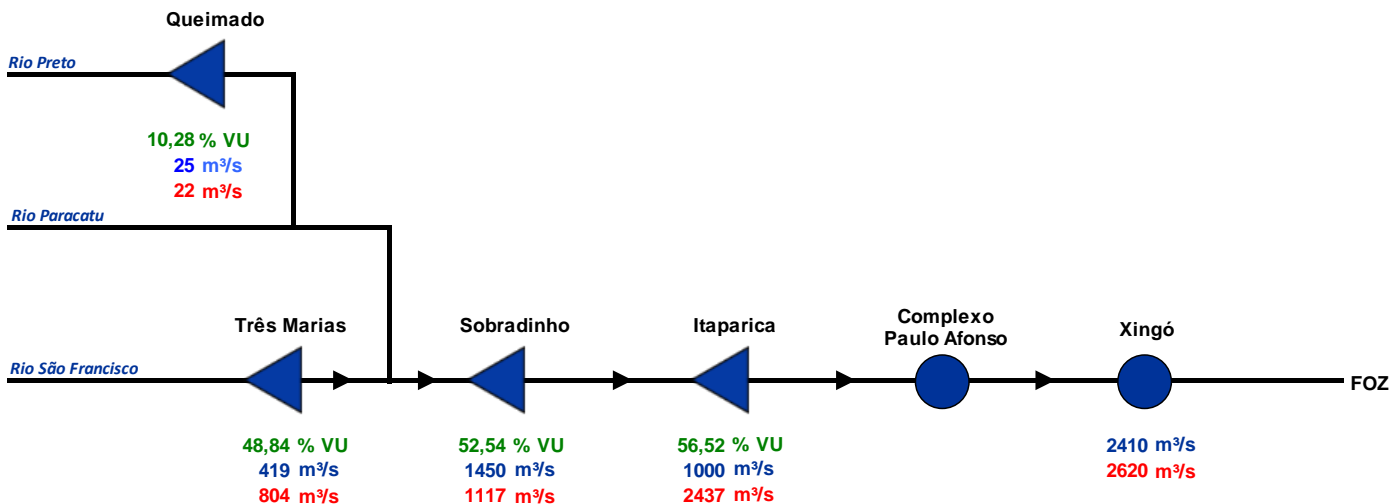 Queimado
Rio Preto
10,28 % VU
25 m³/s
22 m³/s
Rio Paracatu
Três Marias
Sobradinho
Itaparica
Complexo
Paulo Afonso
Xingó
Rio São Francisco
FOZ
48,84 % VU
419 m³/s
804 m³/s
52,54 % VU
1450 m³/s
1117 m³/s
56,52 % VU
1000 m³/s
2437 m³/s
2410 m³/s
2620 m³/s